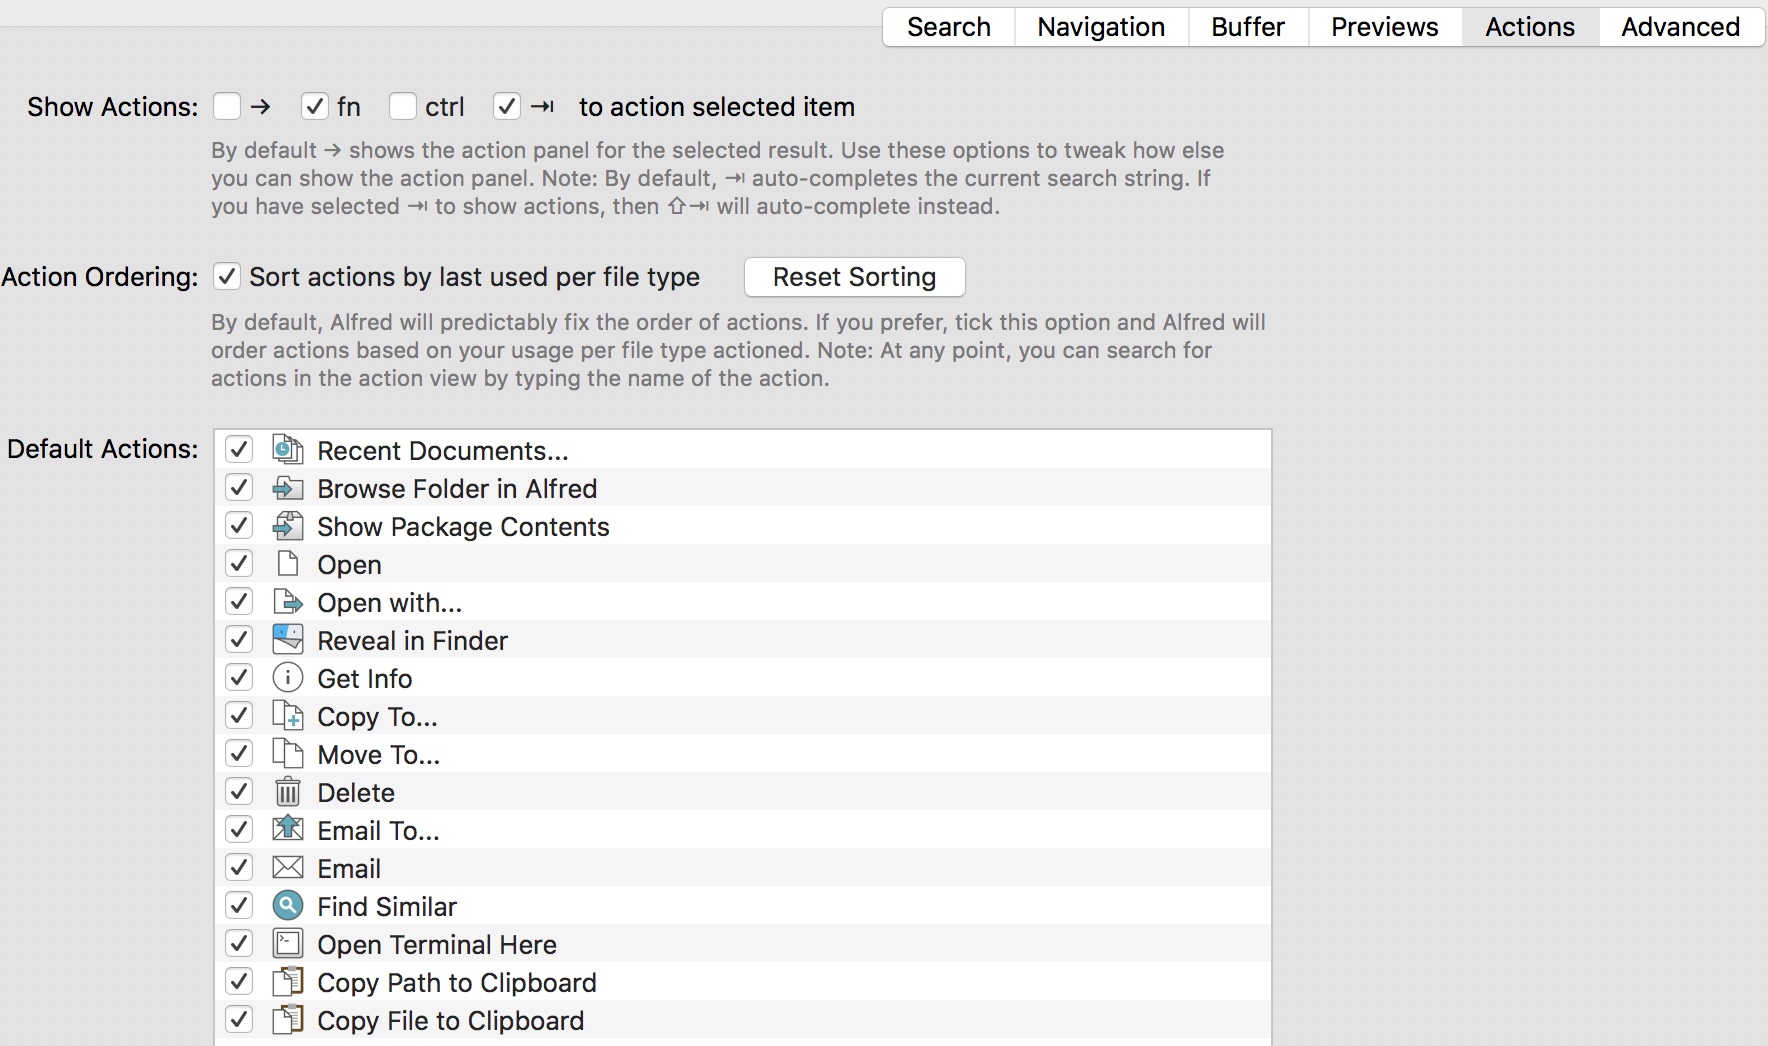 Search Navigation Buffer Previews Actions Advanced
Show Actions: → fn ctrl ⇥ to action selected item
By default → shows the action panel for the selected result. Use these options to tweak how else
you can show the action panel. Note: By default, ⇥ auto-completes the current search string. If
you have selected ⇥ to show actions, then ⇧⇥ will auto-complete instead.
Action Ordering: Sort actions by last used per file type Reset Sorting
By default, Alfred will predictably fix the order of actions. If you prefer, tick this option and Alfred will
order actions based on your usage per file type actioned. Note: At any point, you can search for
actions in the action view by typing the name of the action.
Default Actions: Recent Documents...
Browse Folder in Alfred
Show Package Contents
Open
Open with...
Reveal in Finder
Get Info
Copy To...
Move To...
Delete
Email To...
Email
Find Similar
Open Terminal Here
Copy Path to Clipboard
Copy File to Clipboard